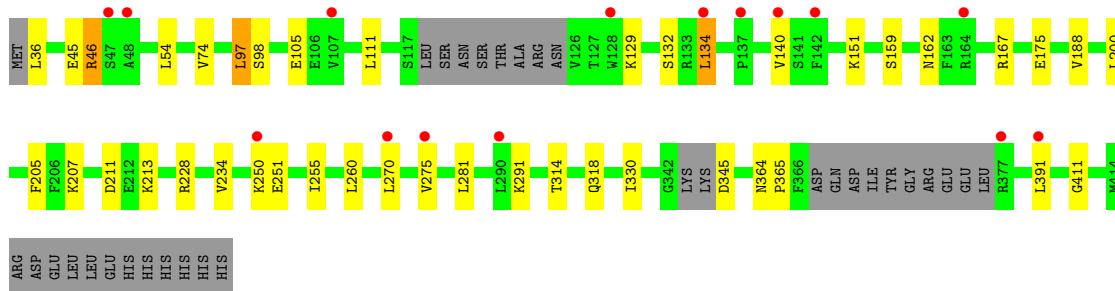 MET L36 E45 R46 S47 A48 L54 V74 L97 S98 E105 E106 V107 L111 S117 LEU SER ASN SER THR ALA ARG ASN V126 T127 W128 K129 S132 R133 L134 P137 V140 S141 F142 K151 S159 N162 F163 R164 R167 E175 V188 L200
F205 F206 K207 D211 E212 K213 R228 V234 K250 E251 I255 L260 L270 V275 L281 L290 K291 T314 Q318 I330 G342 LYS LYS D345 N364 P365 F366 ASP GLN ASP ILE TYR GLY ARG GLU GLU LEU R377 L391 G411 M414
ARG ASP GLU LEU LEU GLU HIS HIS HIS HIS HIS HIS